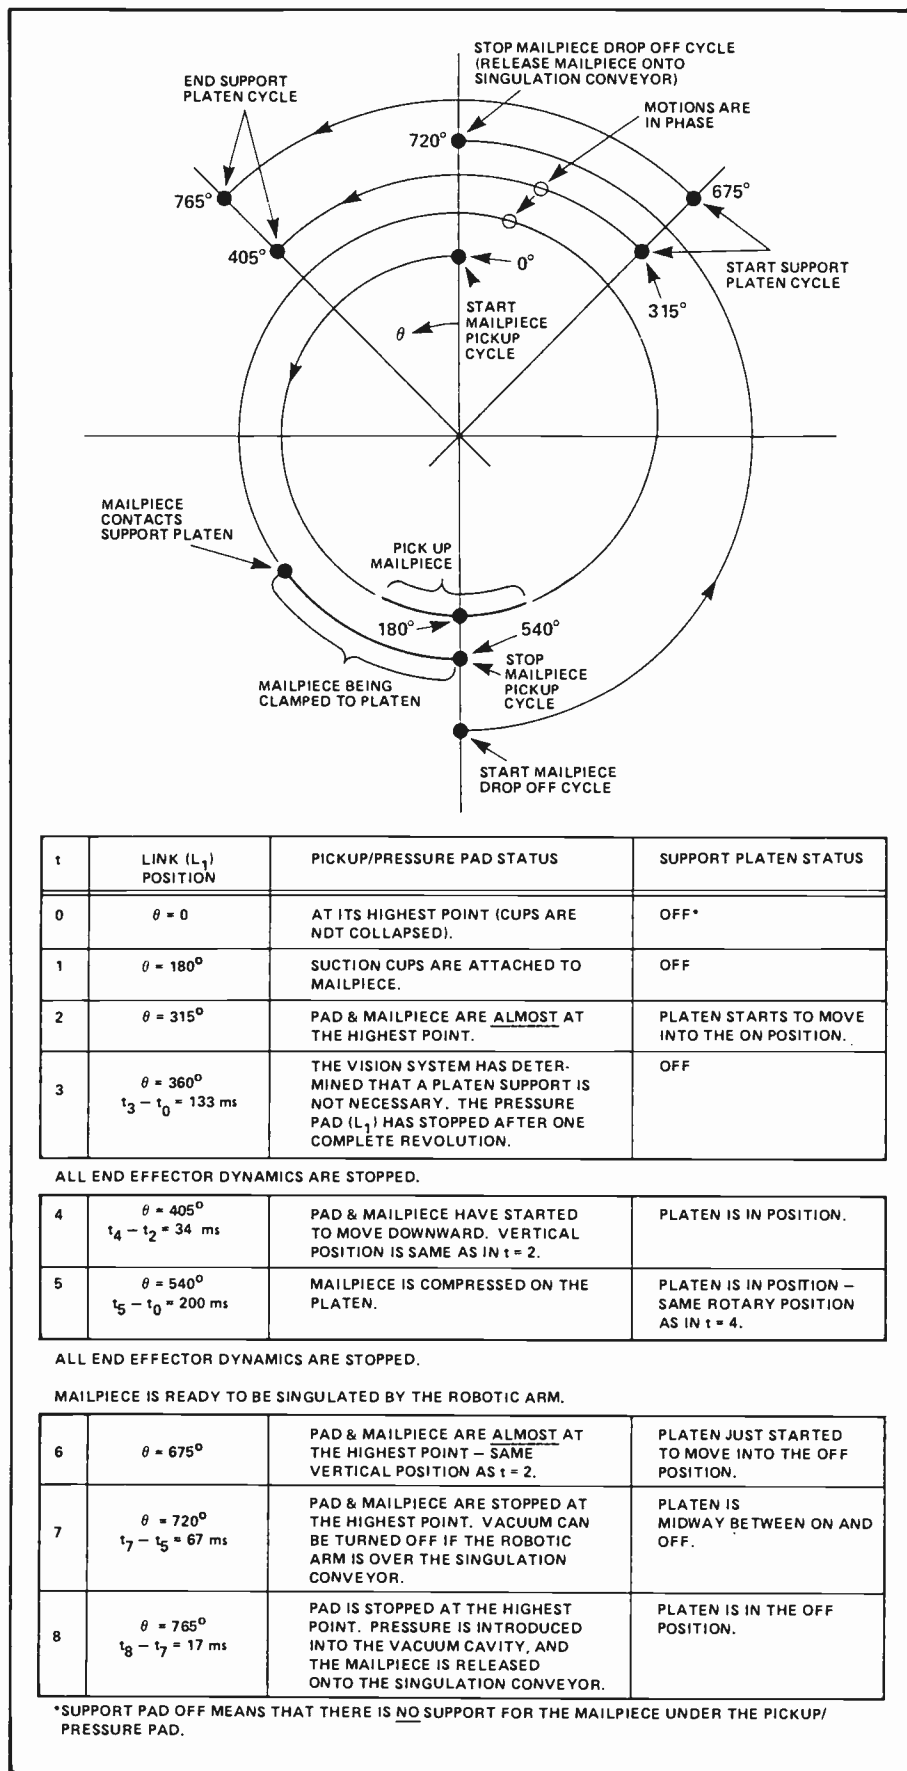 STOP MAILPIECE DROP OFF CYCLE
(RELEASE MAILPIECE ONTO
SINGULATION CONVEYOR)
END SUPPORT
PLATEN CYCLE
MOTIONS ARE
IN PHASE
720°
765°
675°
405°
0°
START SUPPORT
PLATEN CYCLE
315°
START
MAILPIECE
PICKUP
CYCLE
θ
MAILPIECE
CONTACTS
SUPPORT PLATEN
PICK UP
MAILPIECE
180°
540°
STOP
MAILPIECE
PICKUP
CYCLE
MAILPIECE BEING
CLAMPED TO PLATEN
START MAILPIECE
DROP OFF CYCLE
t
LINK (L1)
POSITION
PICKUP/PRESSURE PAD STATUS
SUPPORT PLATEN STATUS
0
θ = 0
AT ITS HIGHEST POINT (CUPS ARE
NDT COLLAPSED).
OFF*
1
θ = 180°
SUCTION CUPS ARE ATTACHED TO
MAILPIECE.
OFF
2
θ = 315°
PAD & MAILPIECE ARE ALMOST AT
THE HIGHEST POINT.
PLATEN STARTS TO MOVE
INTO THE ON POSITION.
3
θ = 360°
t3 – t0 = 133 ms
THE VISION SYSTEM HAS DETER-
MINED THAT A PLATEN SUPPORT IS
NOT NECESSARY. THE PRESSURE
PAD (L1) HAS STOPPED AFTER ONE
COMPLETE REVOLUTION.
OFF
ALL END EFFECTOR DYNAMICS ARE STOPPED.
4
θ = 405°
t4 – t2 = 34 ms
PAD & MAILPIECE HAVE STARTED
TO MOVE DOWNWARD. VERTICAL
POSITION IS SAME AS IN t = 2.
PLATEN IS IN POSITION.
5
θ = 540°
t5 – t0 = 200 ms
MAILPIECE IS COMPRESSED ON THE
PLATEN.
PLATEN IS IN POSITION –
SAME ROTARY POSITION
AS IN t = 4.
ALL END EFFECTOR DYNAMICS ARE STOPPED.
MAILPIECE IS READY TO BE SINGULATED BY THE ROBOTIC ARM.
6
θ = 675°
PAD & MAILPIECE ARE ALMOST AT
THE HIGHEST POINT – SAME
VERTICAL POSITION AS t = 2.
PLATEN JUST STARTED
TO MOVE INTO THE OFF
POSITION.
7
θ = 720°
t7 – t5 = 67 ms
PAD & MAILPIECE ARE STOPPED AT
THE HIGHEST POINT. VACUUM CAN
BE TURNED OFF IF THE ROBOTIC
ARM IS OVER THE SINGULATION
CONVEYOR.
PLATEN IS
MIDWAY BETWEEN ON AND
OFF.
8
θ = 765°
t8 – t7 = 17 ms
PAD IS STOPPED AT THE HIGHEST
POINT. PRESSURE IS INTRODUCED
INTO THE VACUUM CAVITY, AND
THE MAILPIECE IS RELEASED
ONTO THE SINGULATION CONVEYOR.
PLATEN IS IN THE OFF
POSITION.
*SUPPORT PAD OFF MEANS THAT THERE IS NO SUPPORT FOR THE MAILPIECE UNDER THE PICKUP/
PRESSURE PAD.